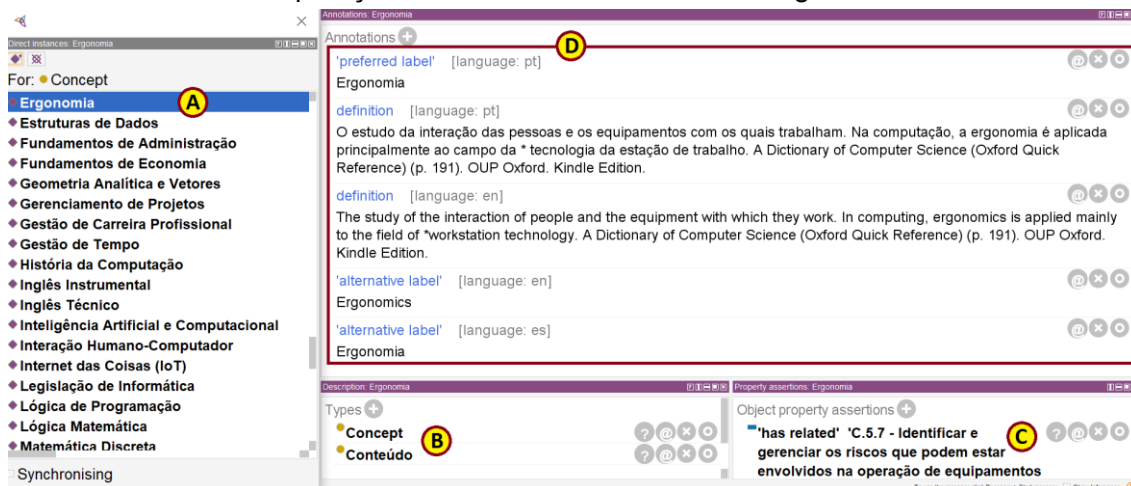 Direct instances: Ergonomia
For: Concept
Ergonomia
A
Estruturas de Dados
Fundamentos de Administração
Fundamentos de Economia
Geometria Analítica e Vetores
Gerenciamento de Projetos
Gestão de Carreira Profissional
Gestão de Tempo
História da Computação
Inglês Instrumental
Inglês Técnico
Inteligência Artificial e Computacional
Interação Humano-Computador
Internet das Coisas (IoT)
Legislação de Informática
Lógica de Programação
Lógica Matemática
Matemática Discreta
Synchronising
Annotations: Ergonomia
Annotations
D
'preferred label' [language: pt]
Ergonomia
definition [language: pt]
O estudo da interação das pessoas e os equipamentos com os quais trabalham. Na computação, a ergonomia é aplicada
principalmente ao campo da * tecnologia da estação de trabalho. A Dictionary of Computer Science (Oxford Quick
Reference) (p. 191). OUP Oxford. Kindle Edition.
definition [language: en]
The study of the interaction of people and the equipment with which they work. In computing, ergonomics is applied mainly
to the field of *workstation technology. A Dictionary of Computer Science (Oxford Quick Reference) (p. 191). OUP Oxford.
Kindle Edition.
'alternative label' [language: en]
Ergonomics
'alternative label' [language: es]
Ergonomia
Description: Ergonomia
Types
Concept
B
Conteúdo
Property assertions: Ergonomia
Object property assertions
'has related' 'C.5.7 - Identificar e
C
gerenciar os riscos que podem estar
envolvidos na operação de equipamentos